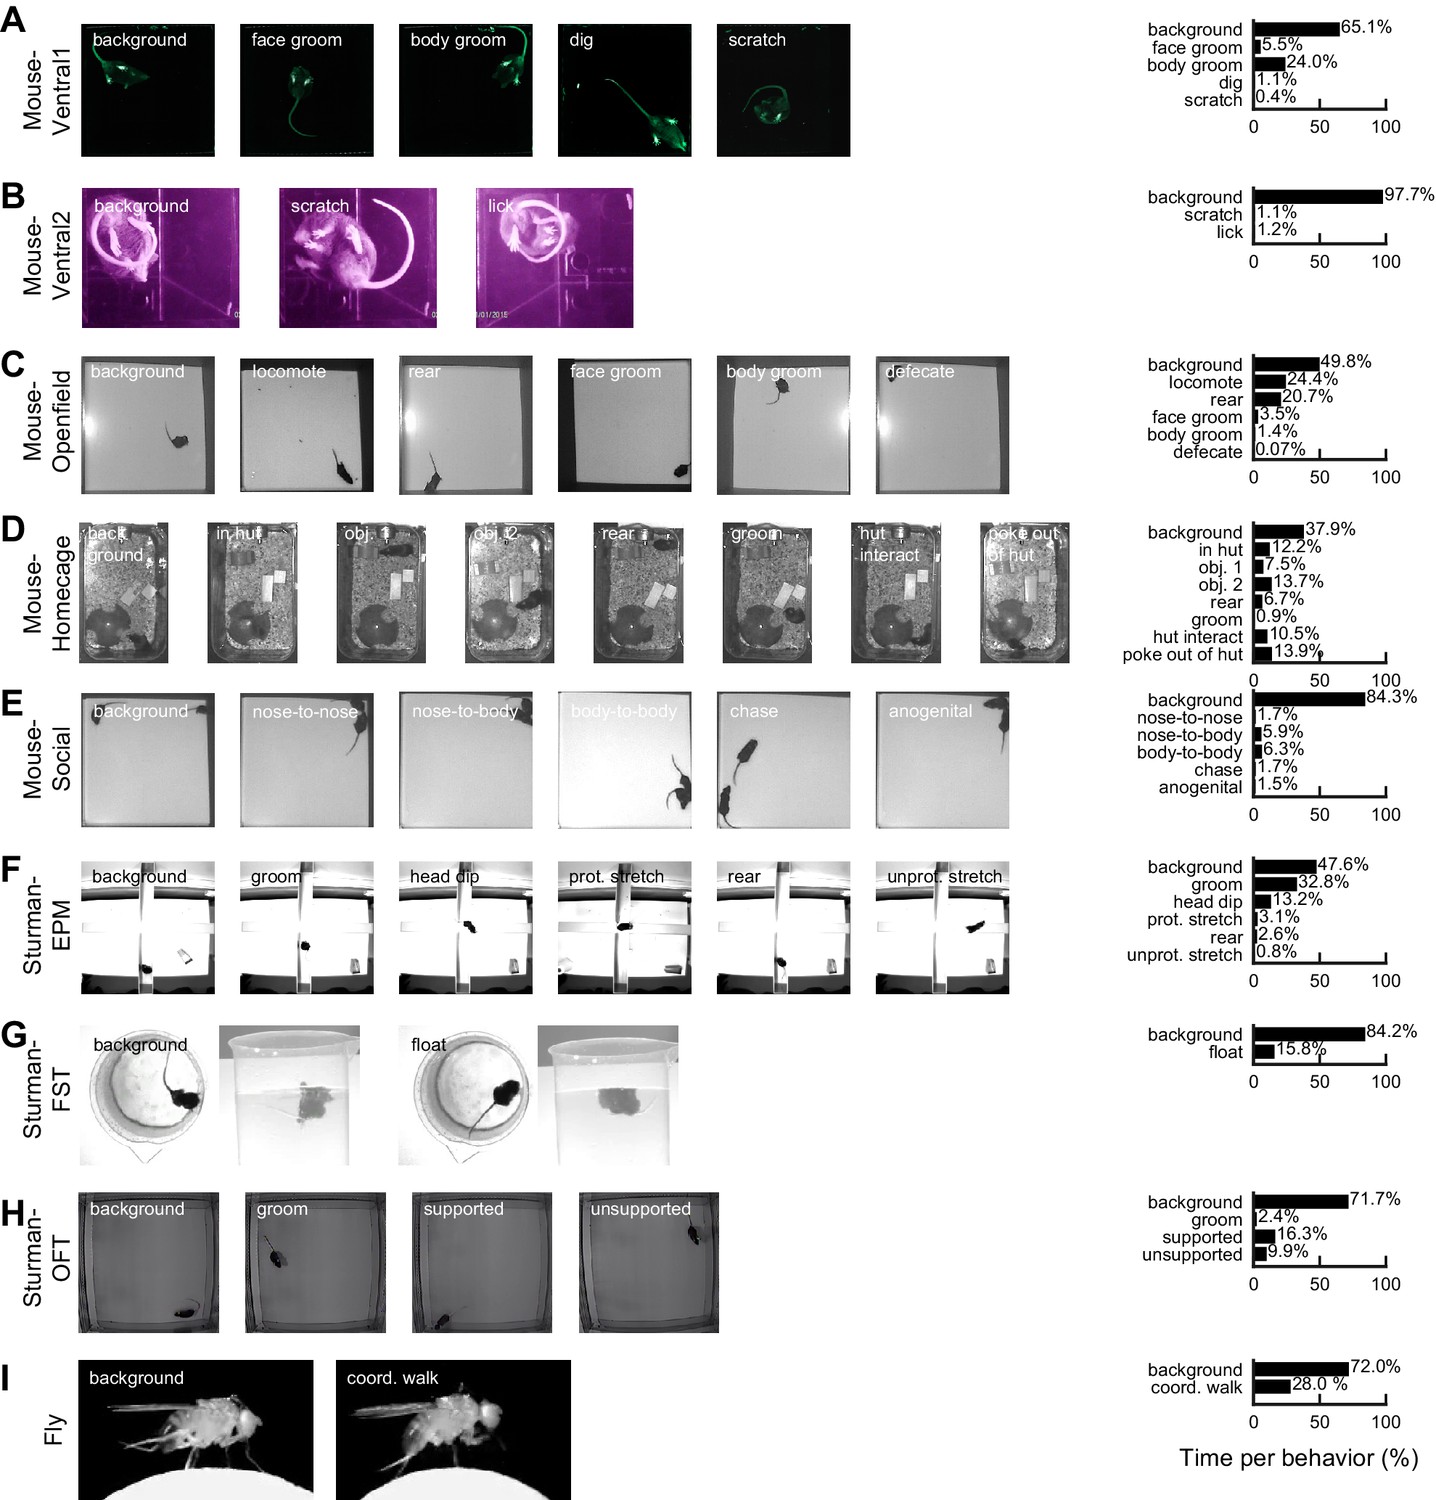 A
Mouse-
Ventral1
background
face groom
body groom
dig
scratch
background
65.1%
face groom
5.5%
body groom
24.0%
dig
1.1%
scratch
0.4%
0 50 100
B
Mouse-
Ventral2
background
scratch
lick
02
02
1/01/2015
background
97.7%
scratch
1.1%
lick
1.2%
0 50 100
C
Mouse-
Openfield
background
locomote
rear
face groom
body groom
defecate
background
49.8%
locomote
24.4%
rear
20.7%
face groom
3.5%
body groom
1.4%
defecate
0.07%
0 50 100
D
Mouse-
Homecage
back
ground
in hut
obj. 1
obj. 2
rear
groom
hut
interact
poke out
of hut
background
37.9%
in hut
12.2%
obj. 1
7.5%
obj. 2
13.7%
rear
6.7%
groom
0.9%
hut interact
10.5%
poke out of hut
13.9%
0 50 100
E
Mouse-
Social
background
nose-to-nose
nose-to-body
body-to-body
chase
anogenital
background
84.3%
nose-to-nose
1.7%
nose-to-body
5.9%
body-to-body
6.3%
chase
1.7%
anogenital
1.5%
0 50 100
F
Sturman-
EPM
background
groom
head dip
prot. stretch
rear
unprot. stretch
background
47.6%
groom
32.8%
head dip
13.2%
prot. stretch
3.1%
rear
2.6%
unprot. stretch
0.8%
0 50 100
G
Sturman-
FST
background
float
background
84.2%
float
15.8%
0 50 100
H
Sturman-
OFT
background
groom
supported
unsupported
background
71.7%
groom
2.4%
supported
16.3%
unsupported
9.9%
0 50 100
I
Fly
background
coord. walk
background
72.0%
coord. walk
28.0 %
0 50 100
Time per behavior (%)